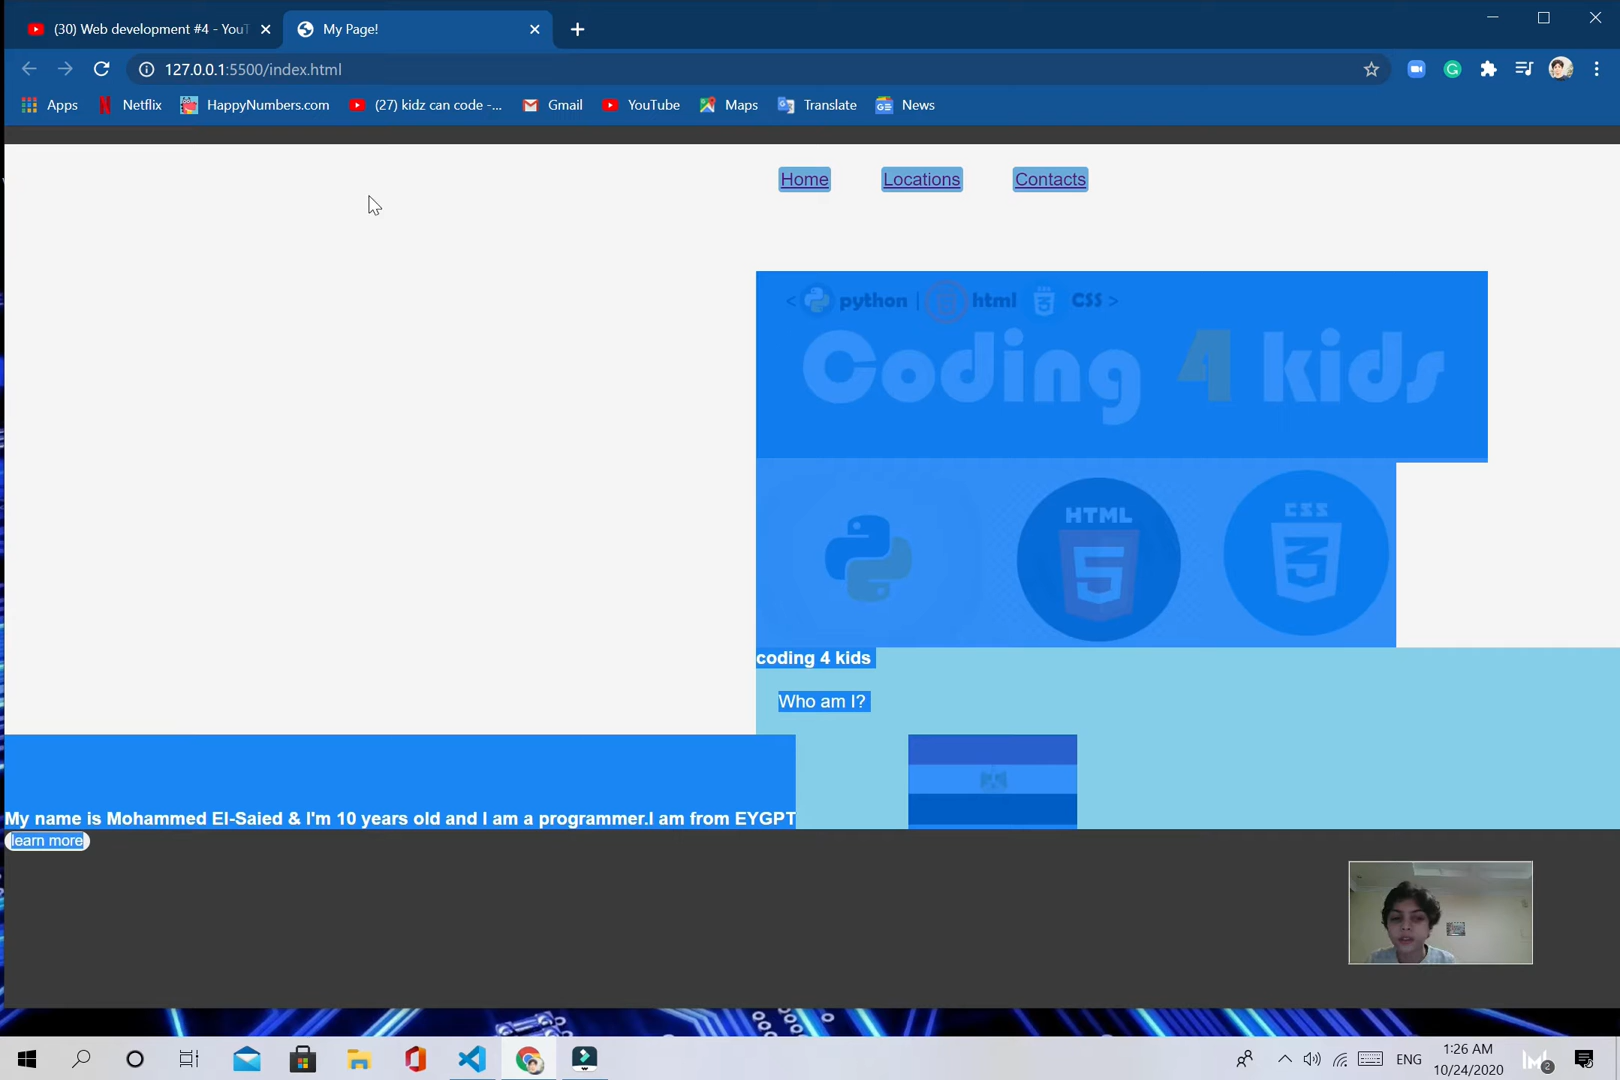 (30) Web development #4 - YouT
My Page!
127.0.0.1:5500/index.html
Apps Netflix HappyNumbers.com (27) kidz can code -... Gmail YouTube Maps Translate News
Home Locations Contacts
< python | html CSS >
Coding 4 kids
HTML CSS
5 3
coding 4 kids
Who am I?
My name is Mohammed El-Saied & I'm 10 years old and I am a programmer.I am from EYGPT
learn more
ENG
1:26 AM
10/24/2020
2